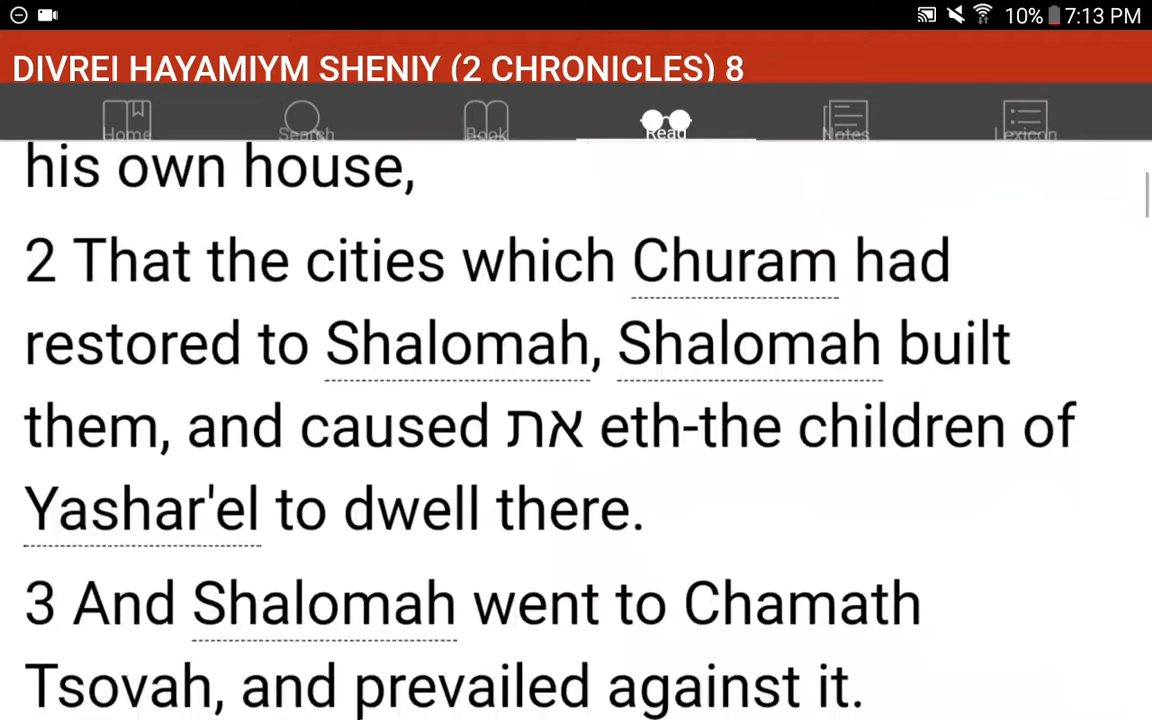 10% 7:13 PM
DIVREI HAYAMIYM SHENIY (2 CHRONICLES) 8
Home Search Book Read Notes Lexicon
his own house,
2 That the cities which Churam had
restored to Shalomah, Shalomah built
them, and caused את eth-the children of
Yashar'el to dwell there.
3 And Shalomah went to Chamath
Tsovah, and prevailed against it.